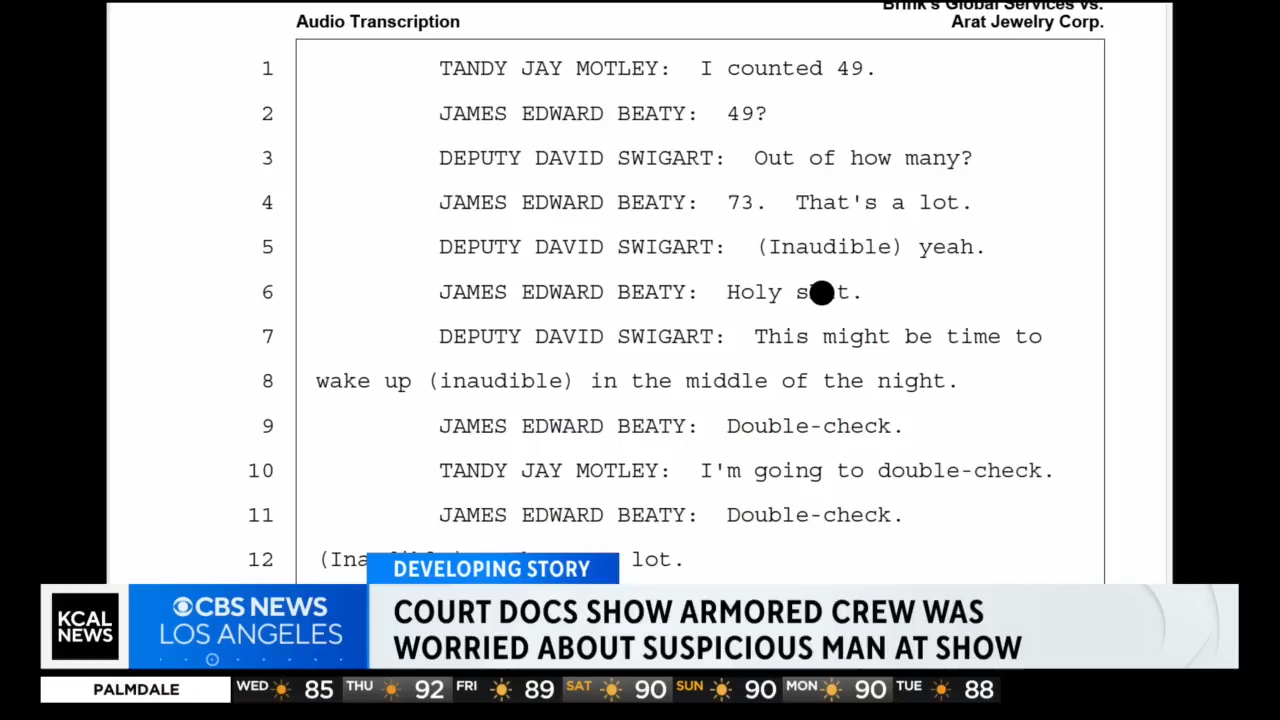 Brink's Global Services vs.
Audio Transcription Arat Jewelry Corp.
1 TANDY JAY MOTLEY: I counted 49.
2 JAMES EDWARD BEATY: 49?
3 DEPUTY DAVID SWIGART: Out of how many?
4 JAMES EDWARD BEATY: 73. That's a lot.
5 DEPUTY DAVID SWIGART: (Inaudible) yeah.
6 JAMES EDWARD BEATY: Holy s●t.
7 DEPUTY DAVID SWIGART: This might be time to
8 wake up (inaudible) in the middle of the night.
9 JAMES EDWARD BEATY: Double-check.
10 TANDY JAY MOTLEY: I'm going to double-check.
11 JAMES EDWARD BEATY: Double-check.
12 lot.
DEVELOPING STORY
KCAL NEWS
CBS NEWS
LOS ANGELES
COURT DOCS SHOW ARMORED CREW WAS
WORRIED ABOUT SUSPICIOUS MAN AT SHOW
PALMDALE WED 85 THU 92 FRI 89 SAT 90 SUN 90 MON 90 TUE 88